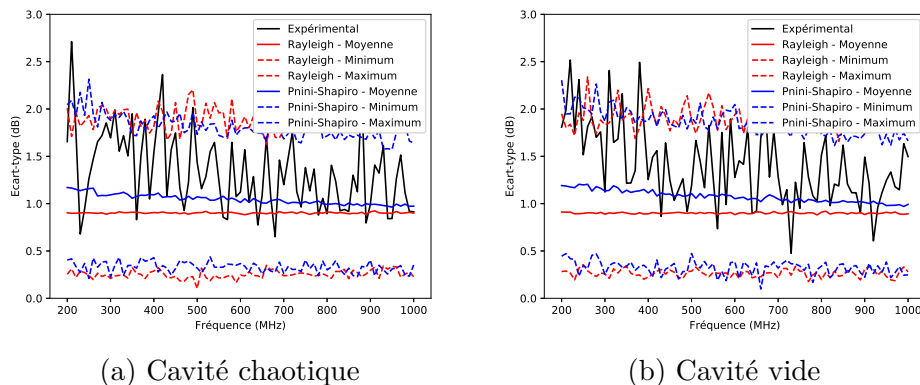 Expérimental
Rayleigh - Moyenne
Rayleigh - Minimum
Rayleigh - Maximum
Pnini-Shapiro - Moyenne
Pnini-Shapiro - Minimum
Pnini-Shapiro - Maximum
3.0
2.5
2.0
1.5
1.0
0.5
0.0
Ecart-type (dB)
200 300 400 500 600 700 800 900 1000
Fréquence (MHz)
(a) Cavité chaotique
Expérimental
Rayleigh - Moyenne
Rayleigh - Minimum
Rayleigh - Maximum
Pnini-Shapiro - Moyenne
Pnini-Shapiro - Minimum
Pnini-Shapiro - Maximum
3.0
2.5
2.0
1.5
1.0
0.5
0.0
Ecart-type (dB)
200 300 400 500 600 700 800 900 1000
Fréquence (MHz)
(b) Cavité vide